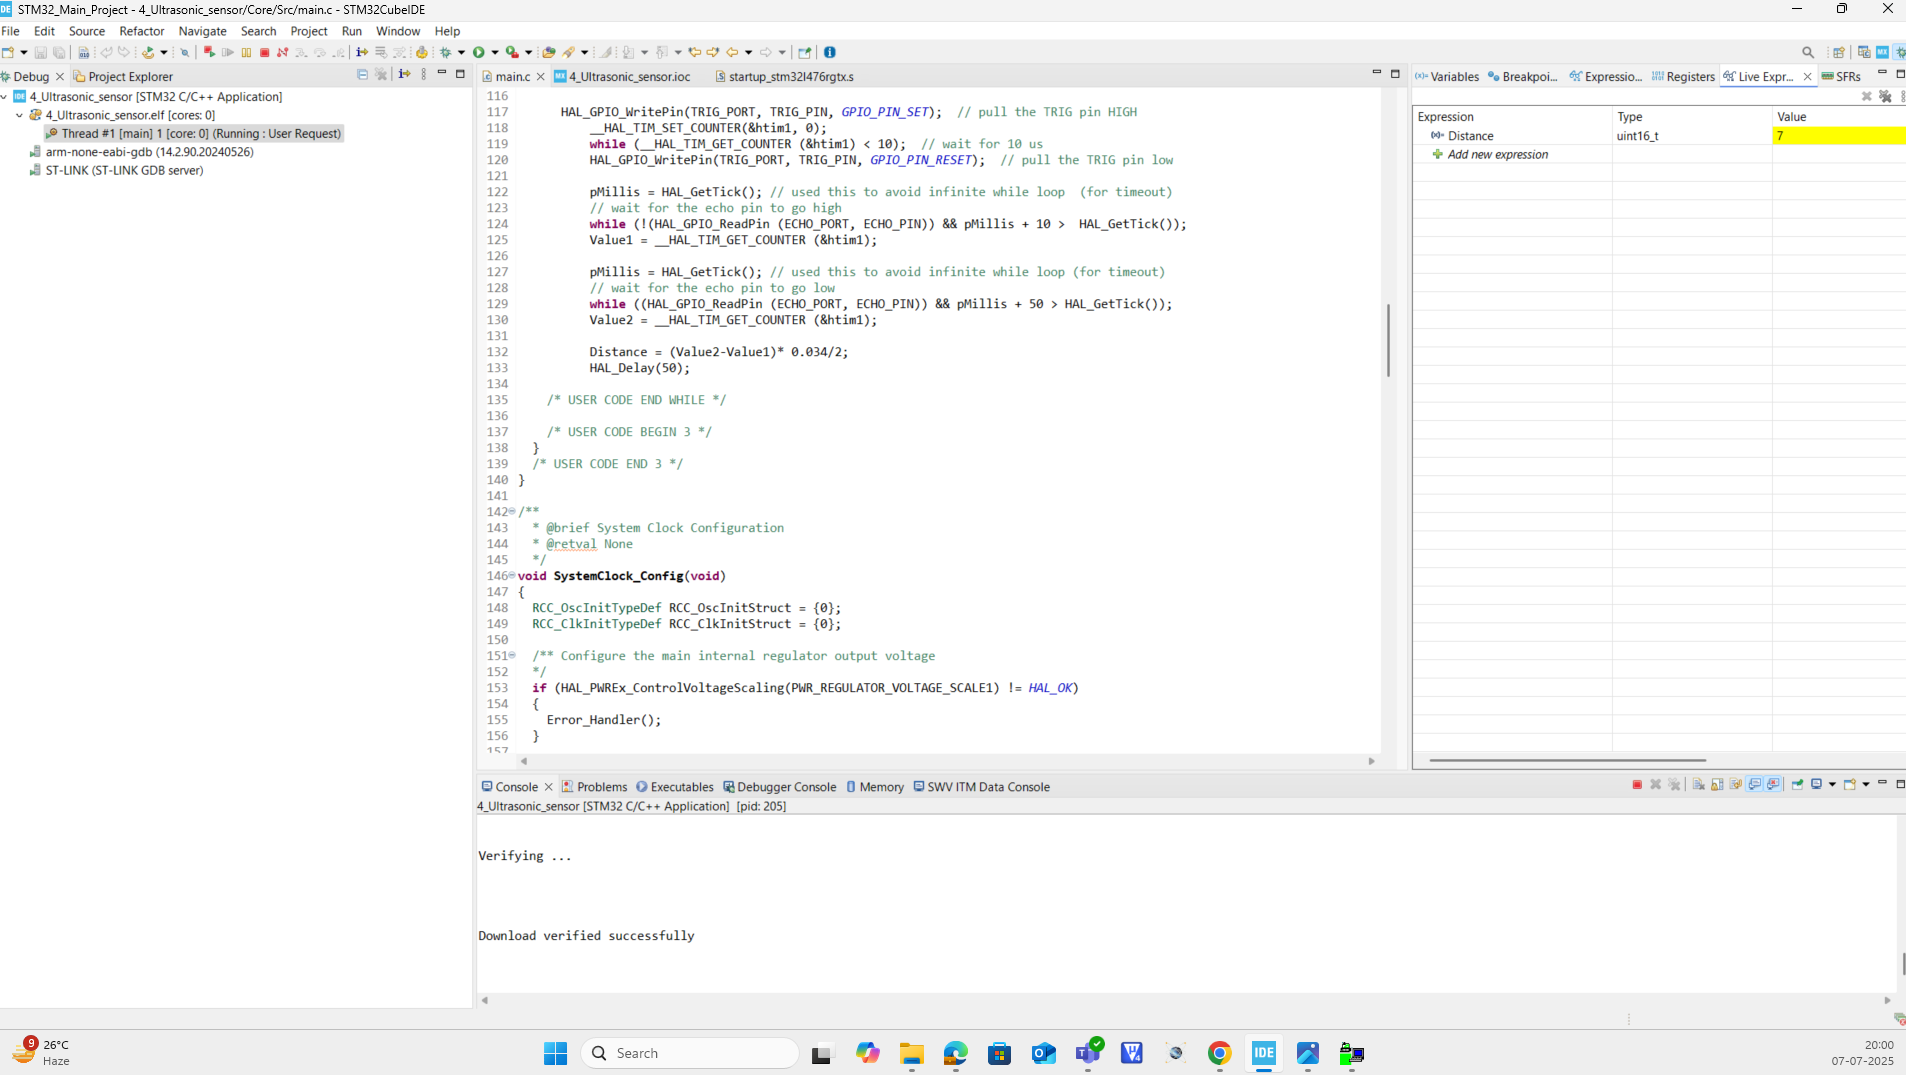 STM32_Main_Project - 4_Ultrasonic_sensor/Core/Src/main.c - STM32CubeIDE
File Edit Source Refactor Navigate Search Project Run Window Help
Debug Project Explorer
4_Ultrasonic_sensor [STM32 C/C++ Application]
4_Ultrasonic_sensor.elf [cores: 0]
Thread #1 [main] 1 [core: 0] (Running : User Request)
arm-none-eabi-gdb (14.2.90.20240526)
ST-LINK (ST-LINK GDB server)
main.c 4_Ultrasonic_sensor.ioc startup_stm32l476rgtx.s
116
117 HAL_GPIO_WritePin(TRIG_PORT, TRIG_PIN, GPIO_PIN_SET);  // pull the TRIG pin HIGH
118 __HAL_TIM_SET_COUNTER(&htim1, 0);
119 while (__HAL_TIM_GET_COUNTER (&htim1) < 10);  // wait for 10 us
120 HAL_GPIO_WritePin(TRIG_PORT, TRIG_PIN, GPIO_PIN_RESET);  // pull the TRIG pin low
121
122 pMillis = HAL_GetTick(); // used this to avoid infinite while loop  (for timeout)
123 // wait for the echo pin to go high
124 while (!(HAL_GPIO_ReadPin (ECHO_PORT, ECHO_PIN)) && pMillis + 10 >  HAL_GetTick());
125 Value1 = __HAL_TIM_GET_COUNTER (&htim1);
126
127 pMillis = HAL_GetTick(); // used this to avoid infinite while loop (for timeout)
128 // wait for the echo pin to go low
129 while ((HAL_GPIO_ReadPin (ECHO_PORT, ECHO_PIN)) && pMillis + 50 > HAL_GetTick());
130 Value2 = __HAL_TIM_GET_COUNTER (&htim1);
131
132 Distance = (Value2-Value1)* 0.034/2;
133 HAL_Delay(50);
134
135 /* USER CODE END WHILE */
136
137 /* USER CODE BEGIN 3 */
138 }
139 /* USER CODE END 3 */
140 }
141
142 /**
143 * @brief System Clock Configuration
144 * @retval None
145 */
146 void SystemClock_Config(void)
147 {
148 RCC_OscInitTypeDef RCC_OscInitStruct = {0};
149 RCC_ClkInitTypeDef RCC_ClkInitStruct = {0};
150
151 /** Configure the main internal regulator output voltage
152 */
153 if (HAL_PWREx_ControlVoltageScaling(PWR_REGULATOR_VOLTAGE_SCALE1) != HAL_OK)
154 {
155 Error_Handler();
156 }
157
Variables Breakpoi... Expressio... Registers Live Expr... SFRs
Expression Type Value
Distance uint16_t 7
Add new expression
Console Problems Executables Debugger Console Memory SWV ITM Data Console
4_Ultrasonic_sensor [STM32 C/C++ Application] [pid: 205]
Verifying ...
Download verified successfully
9
26°C
Haze
Search
IDE
20:00
07-07-2025